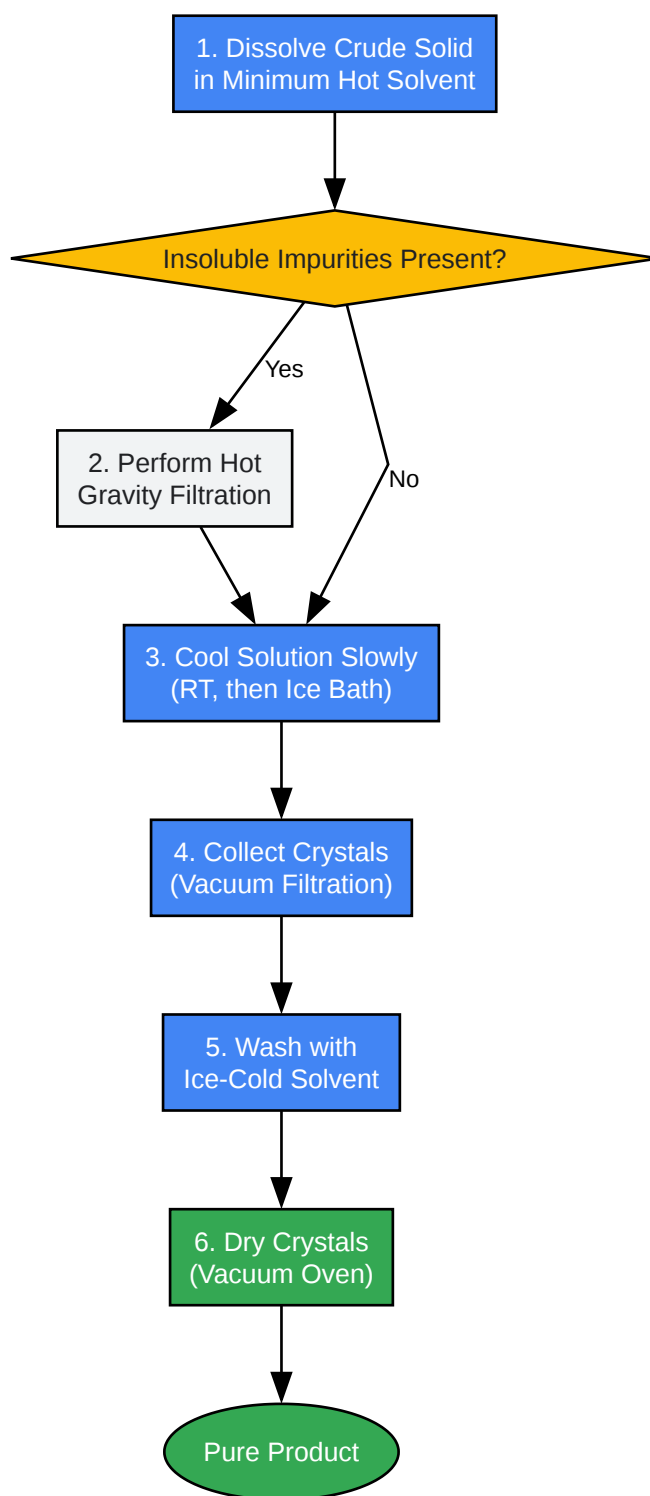 1. Dissolve Crude Solid
in Minimum Hot Solvent
Insoluble Impurities Present?
Yes
2. Perform Hot
Gravity Filtration
No
3. Cool Solution Slowly
(RT, then Ice Bath)
4. Collect Crystals
(Vacuum Filtration)
5. Wash with
Ice-Cold Solvent
6. Dry Crystals
(Vacuum Oven)
Pure Product